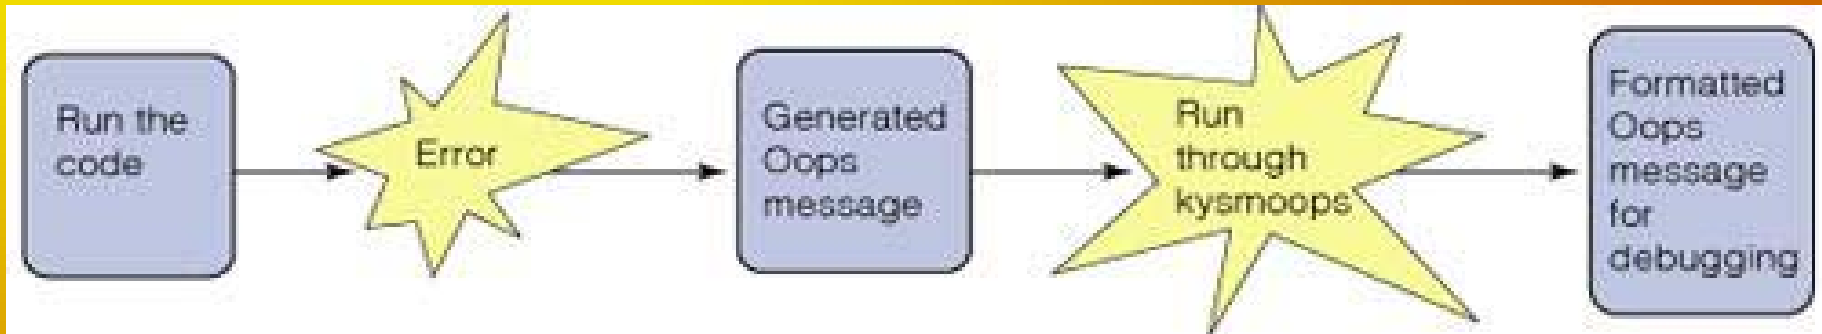 Run the
code
Error
Generated
Oops
message
Run
through
kysmoops
Formatted
Oops
message
for
debugging